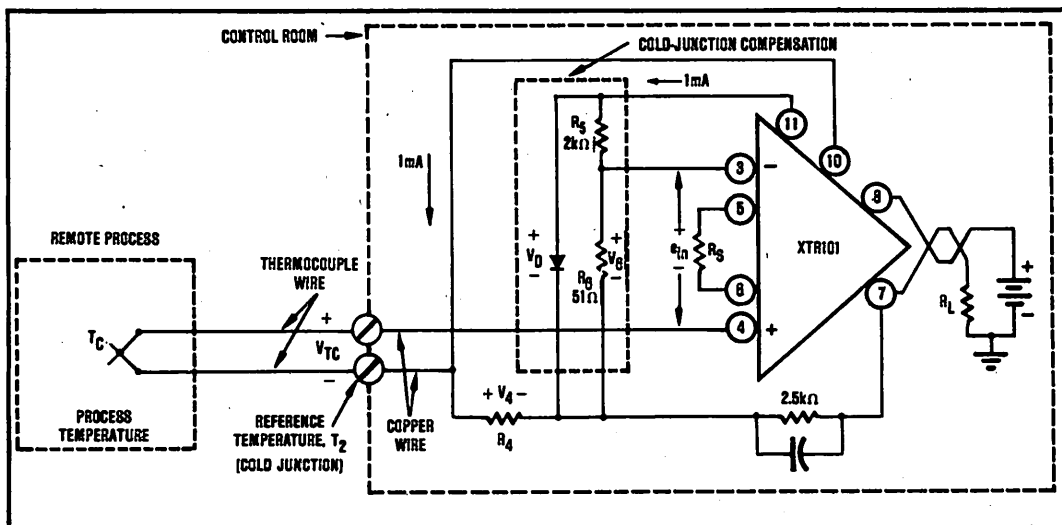 CONTROL ROOM
COLD-JUNCTION COMPENSATION
1mA
R5
2kΩ
11
10
1mA
3
−
9
5
REMOTE PROCESS
+
VD
−
+
V6
−
R6
51Ω
+
ein
−
RS
XTR101
THERMOCOUPLE
WIRE
6
7
RL
+
−
TC
+
VTC
−
4
+
PROCESS
TEMPERATURE
REFERENCE
TEMPERATURE, T2
(COLD JUNCTION)
COPPER
WIRE
+ V4 −
R4
2.5kΩ